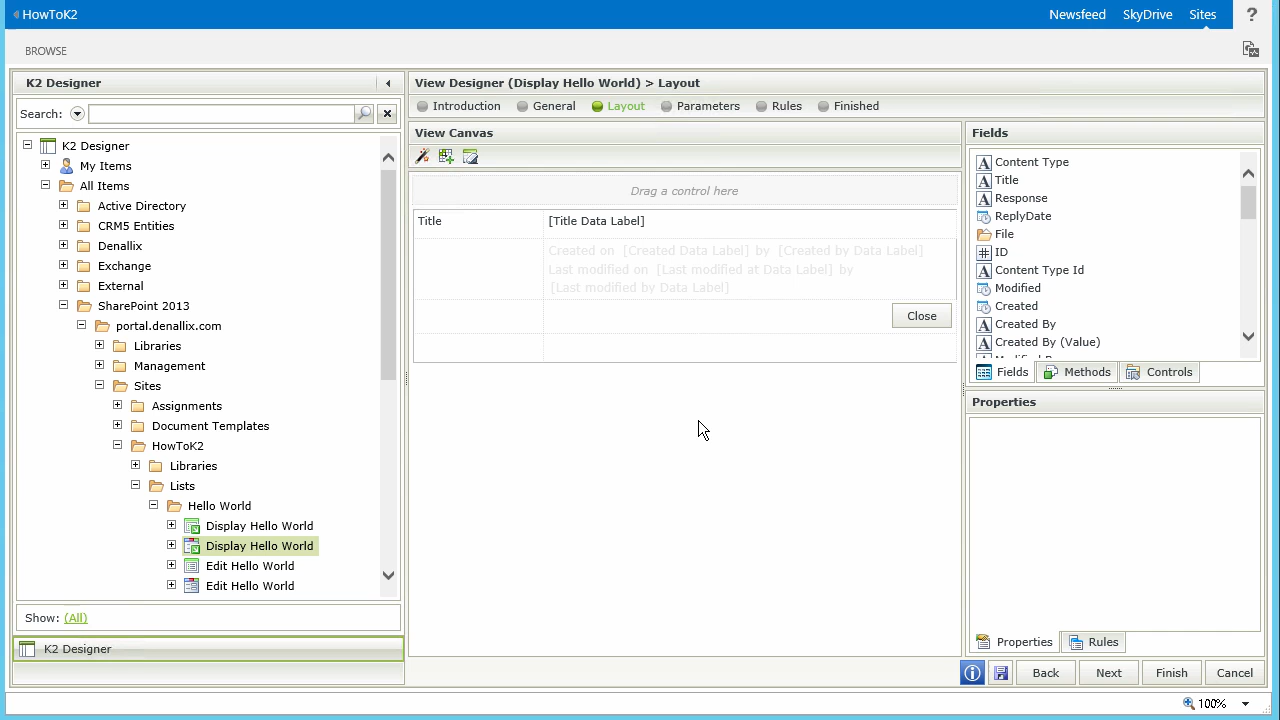 HowToK2
Newsfeed SkyDrive Sites ?
BROWSE
K2 Designer
Search:
K2 Designer
My Items
All Items
Active Directory
CRM5 Entities
Denallix
Exchange
External
SharePoint 2013
portal.denallix.com
Libraries
Management
Sites
Assignments
Document Templates
HowToK2
Libraries
Lists
Hello World
Display Hello World
Display Hello World
Edit Hello World
Edit Hello World
Show: (All)
K2 Designer
View Designer (Display Hello World) > Layout
Introduction General Layout Parameters Rules Finished
View Canvas
Drag a control here
Title [Title Data Label]
Created on [Created Data Label] by [Created by Data Label]
Last modified on [Last modified at Data Label] by
[Last modified by Data Label]
Close
Fields
Content Type
Title
Response
ReplyDate
File
ID
Content Type Id
Modified
Created
Created By
Created By (Value)
Fields Methods Controls
Properties
Properties Rules
Back Next Finish Cancel
100%